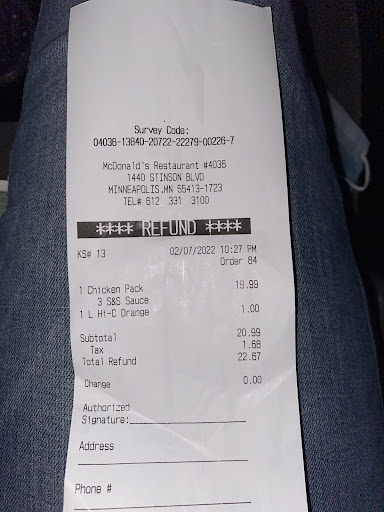 Survey Code:
04036-13840-20722-22279-00226-7
McDonald's Restaurant #4036
1440 STINSON BLVD
MINNEAPOLIS,MN 55413-1723
TEL# 612 331 3100
**** REFUND ****
KS# 13 02/07/2022 10:27 PM
Order 84
1 Chicken Pack 19.99
3 S&S Sauce
1 L Hi-C Orange 1.00
Subtotal 20.99
Tax 1.68
Total Refund 22.67
Change 0.00
Authorized
Signature:
Address
Phone #